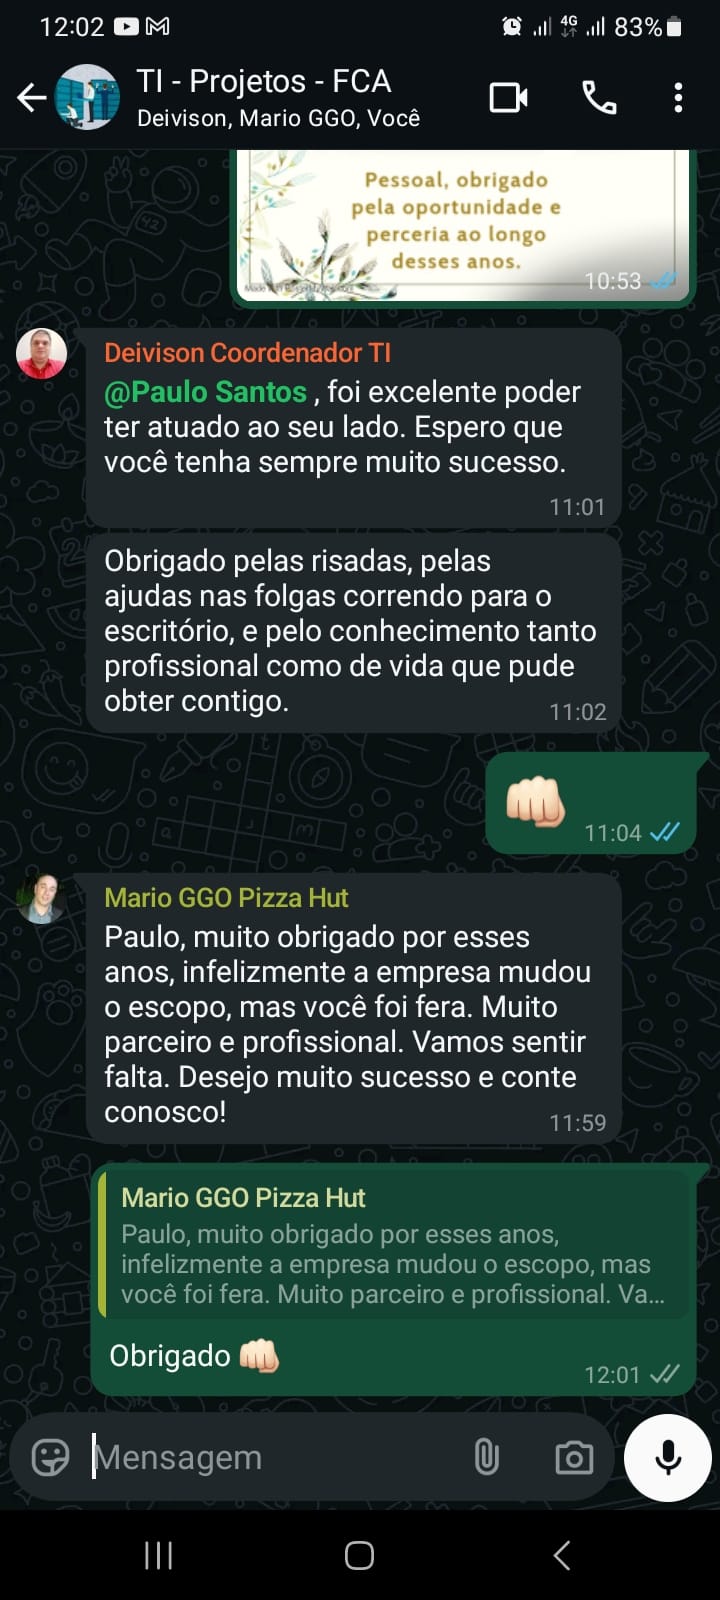 12:02
4G
83%
TI - Projetos - FCA
Deivison, Mario GGO, Você
Pessoal, obrigado
pela oportunidade e
perceria ao longo
desses anos.
10:53
Deivison Coordenador TI
@Paulo Santos , foi excelente poder
ter atuado ao seu lado. Espero que
você tenha sempre muito sucesso.
11:01
Obrigado pelas risadas, pelas
ajudas nas folgas correndo para o
escritório, e pelo conhecimento tanto
profissional como de vida que pude
obter contigo.
11:02
11:04
Mario GGO Pizza Hut
Paulo, muito obrigado por esses
anos, infelizmente a empresa mudou
o escopo, mas você foi fera. Muito
parceiro e profissional. Vamos sentir
falta. Desejo muito sucesso e conte
conosco!
11:59
Mario GGO Pizza Hut
Paulo, muito obrigado por esses anos,
infelizmente a empresa mudou o escopo, mas
você foi fera. Muito parceiro e profissional. Va...
Obrigado 👊🏻
12:01
Mensagem